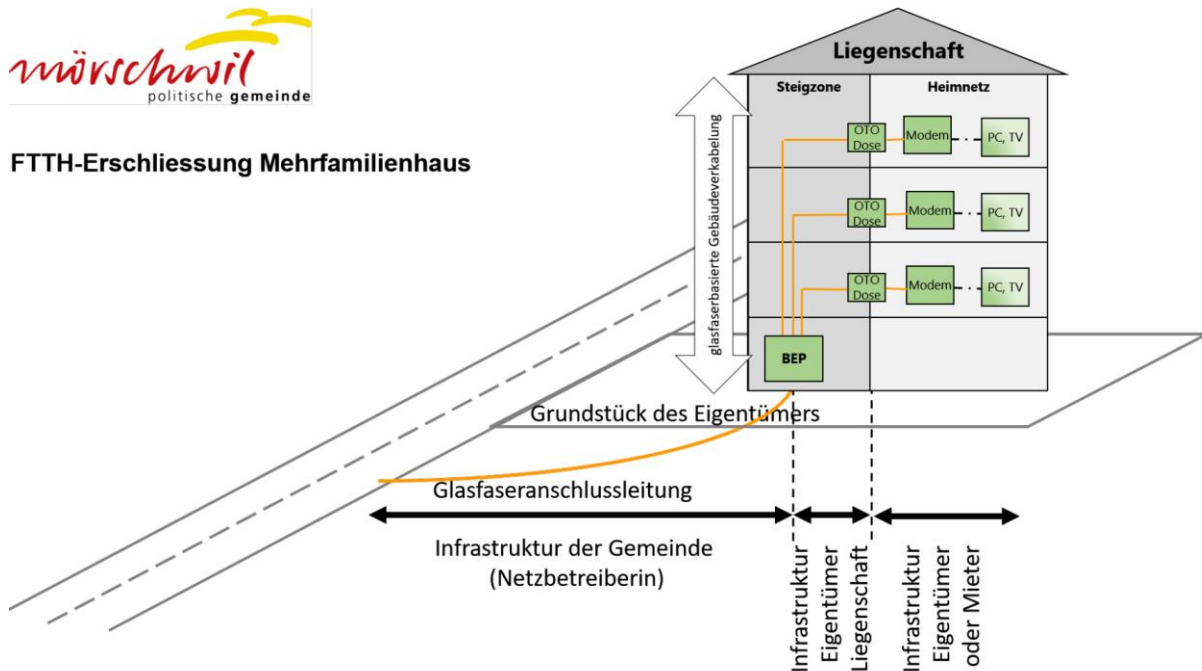 mörschwil
politische gemeinde
FTTH-Erschliessung Mehrfamilienhaus
Liegenschaft
Steigzone
Heimnetz
glasfaserbasierte Gebäudeverkabelung
OTO
Dose
Modem
PC, TV
OTO
Dose
Modem
PC, TV
OTO
Dose
Modem
PC, TV
BEP
Grundstück des Eigentümers
Glasfaseranschlussleitung
Infrastruktur der Gemeinde
(Netzbetreiberin)
Infrastruktur
Eigentümer
Liegenschaft
Infrastruktur
Eigentümer
oder Mieter